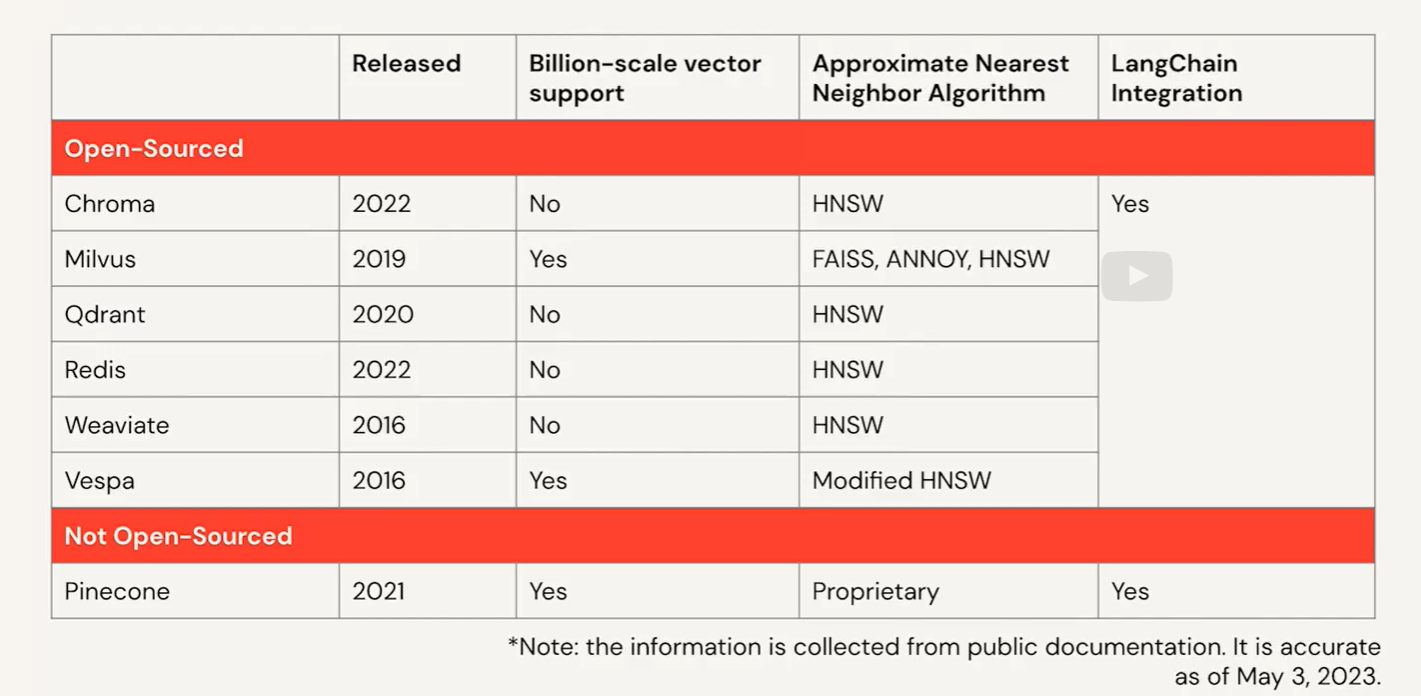 Released
Billion-scale vector support
Approximate Nearest Neighbor Algorithm
LangChain Integration
Open-Sourced
Chroma 2022 No HNSW Yes
Milvus 2019 Yes FAISS, ANNOY, HNSW
Qdrant 2020 No HNSW
Redis 2022 No HNSW
Weaviate 2016 No HNSW
Vespa 2016 Yes Modified HNSW
Not Open-Sourced
Pinecone 2021 Yes Proprietary Yes
*Note: the information is collected from public documentation. It is accurate
as of May 3, 2023.